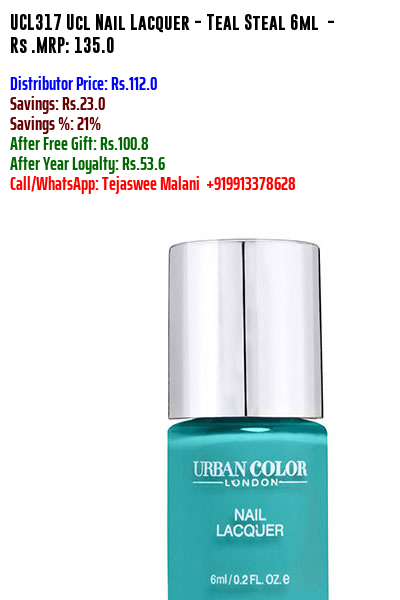 UCL317 Ucl Nail Lacquer - Teal Steal 6ml -
Rs .MRP: 135.0
Distributor Price: Rs.112.0
Savings: Rs.23.0
Savings %: 21%
After Free Gift: Rs.100.8
After Year Loyalty: Rs.53.6
Call/WhatsApp: Tejaswee Malani +919913378628
URBAN COLOR
LONDON
NAIL
LACQUER
6ml/0.2 FL. OZ. e